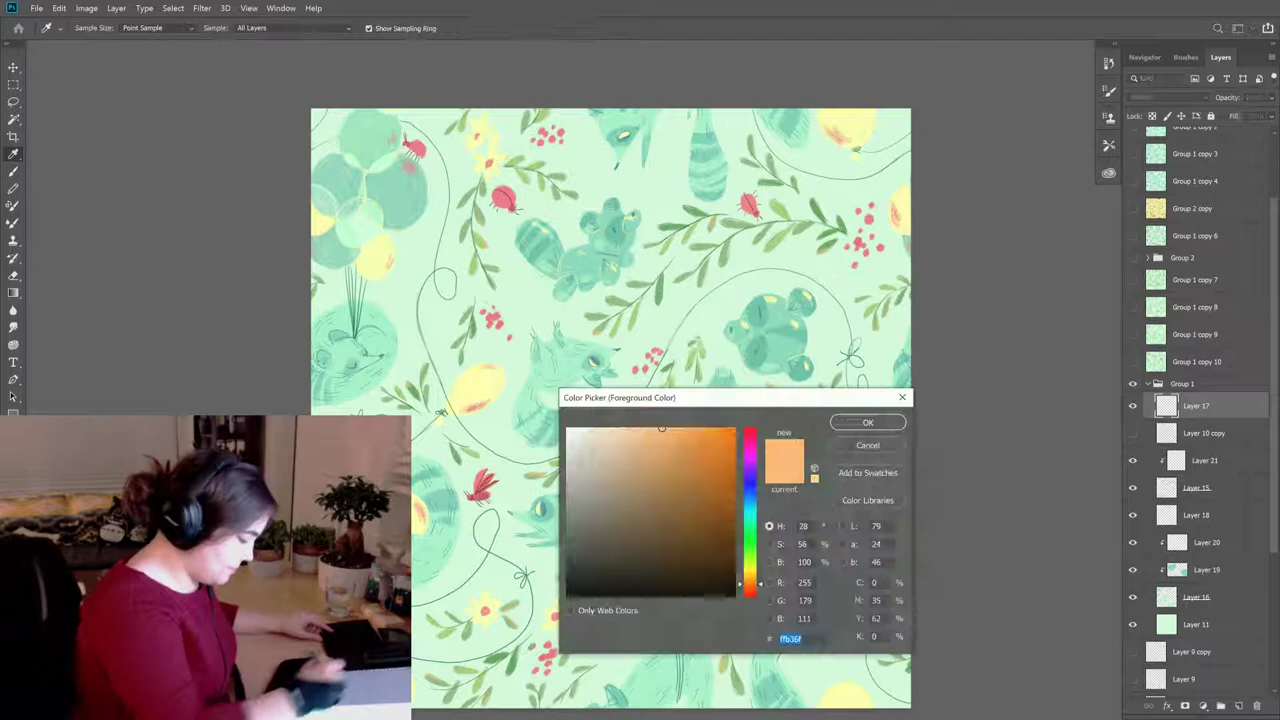 Ps File Edit Image Layer Type Select Filter 3D View Window Help
Sample Size: Point Sample Sample: All Layers Show Sampling Ring
Navigator Brushes Layers
Kind
Opacity:
Lock: Fill:
Group 1 copy 3
Group 1 copy 4
Group 2 copy
Group 1 copy 6
Group 2
Group 1 copy 7
Group 1 copy 8
Group 1 copy 9
Group 1 copy 10
Group 1
Layer 17
Layer 10 copy
Layer 21
Layer 15
Layer 18
Layer 20
Layer 19
Layer 16
Layer 11
Layer 9 copy
Layer 9
Color Picker (Foreground Color)
new
current
OK
Cancel
Add to Swatches
Color Libraries
H: 28 ° L: 79
S: 56 % a: 24
B: 100 % b: 46
R: 255 C: 0 %
G: 179 M: 35 %
B: 111 Y: 62 %
# ffb36f K: 0 %
Only Web Colors